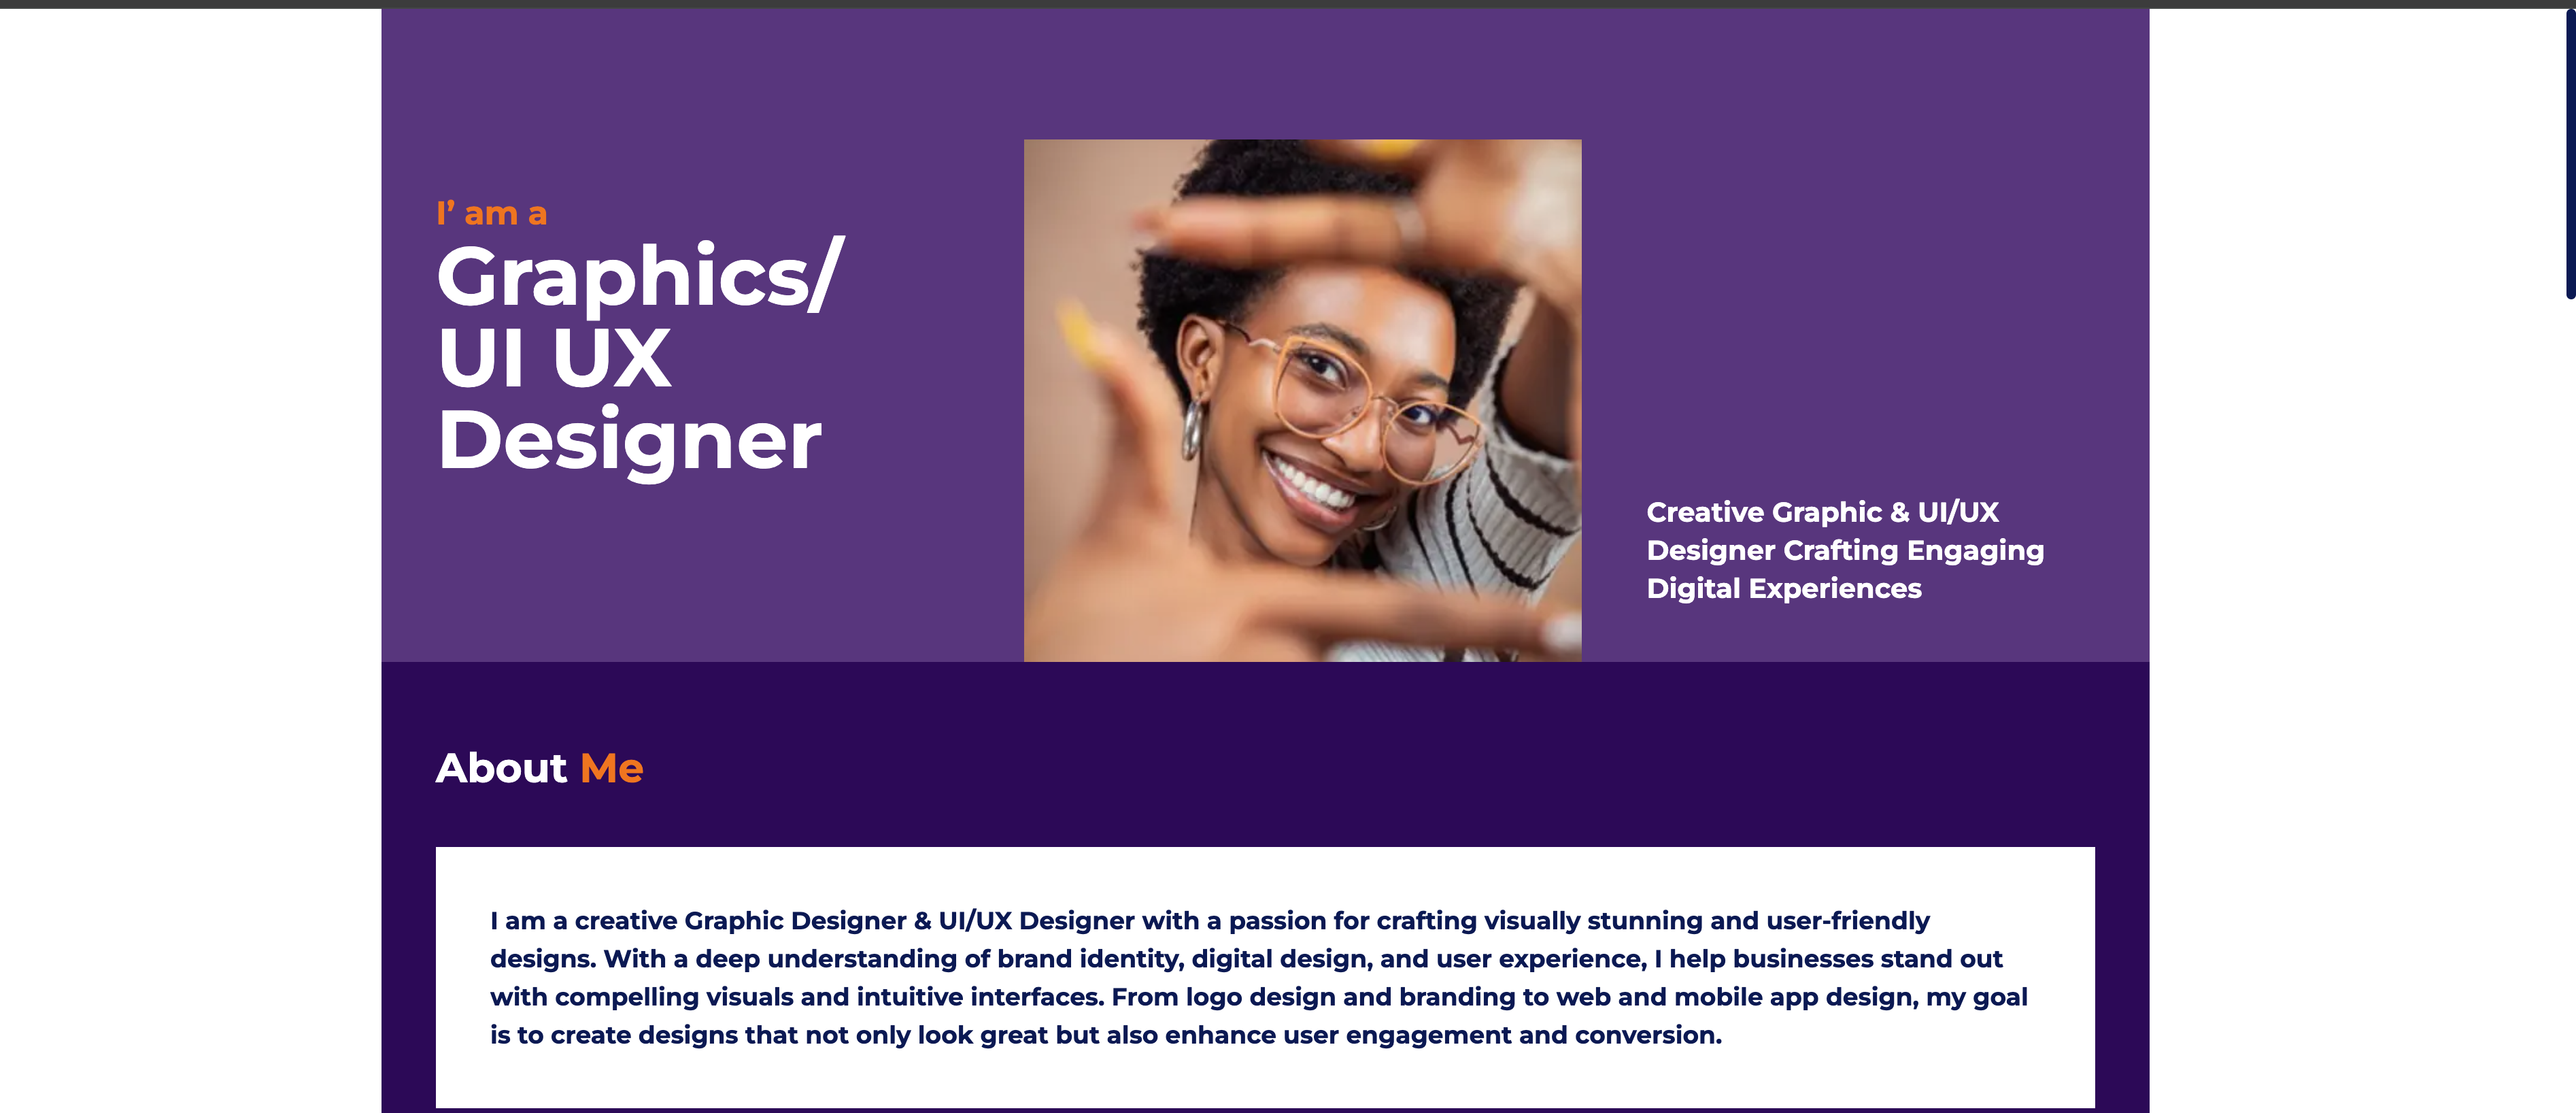 I’ am a
Graphics/
UI UX
Designer
Creative Graphic & UI/UX
Designer Crafting Engaging
Digital Experiences
About Me
I am a creative Graphic Designer & UI/UX Designer with a passion for crafting visually stunning and user-friendly
designs. With a deep understanding of brand identity, digital design, and user experience, I help businesses stand out
with compelling visuals and intuitive interfaces. From logo design and branding to web and mobile app design, my goal
is to create designs that not only look great but also enhance user engagement and conversion.